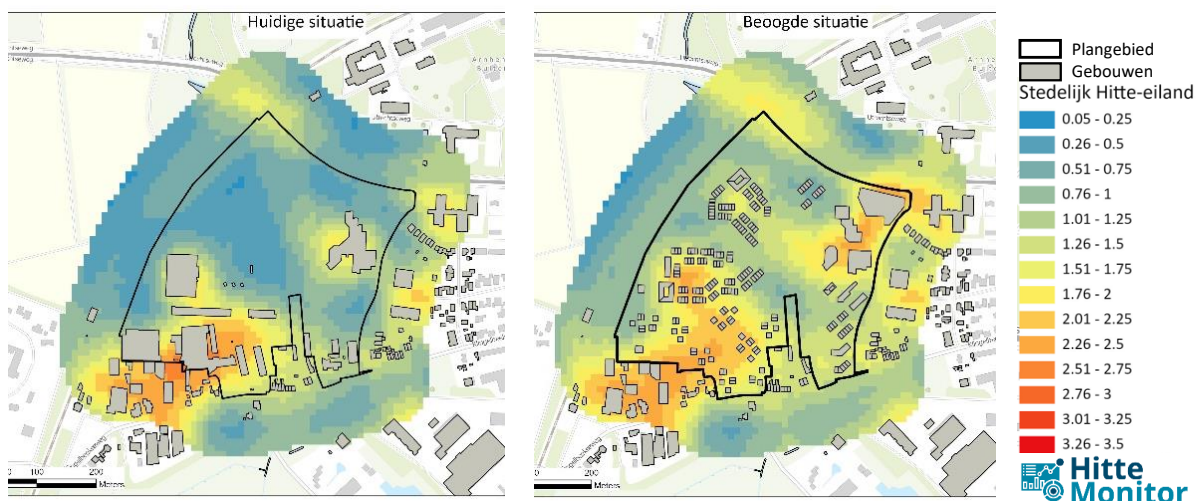 Huidige situatie
Beoogde situatie
Plangebied
Gebouwen
Stedelijk Hitte-eiland
0.05 - 0.25
0.26 - 0.5
0.51 - 0.75
0.76 - 1
1.01 - 1.25
1.26 - 1.5
1.51 - 1.75
1.76 - 2
2.01 - 2.25
2.26 - 2.5
2.51 - 2.75
2.76 - 3
3.01 - 3.25
3.26 - 3.5
Hitte
Monitor
0 100 200
Meters
200
Meters